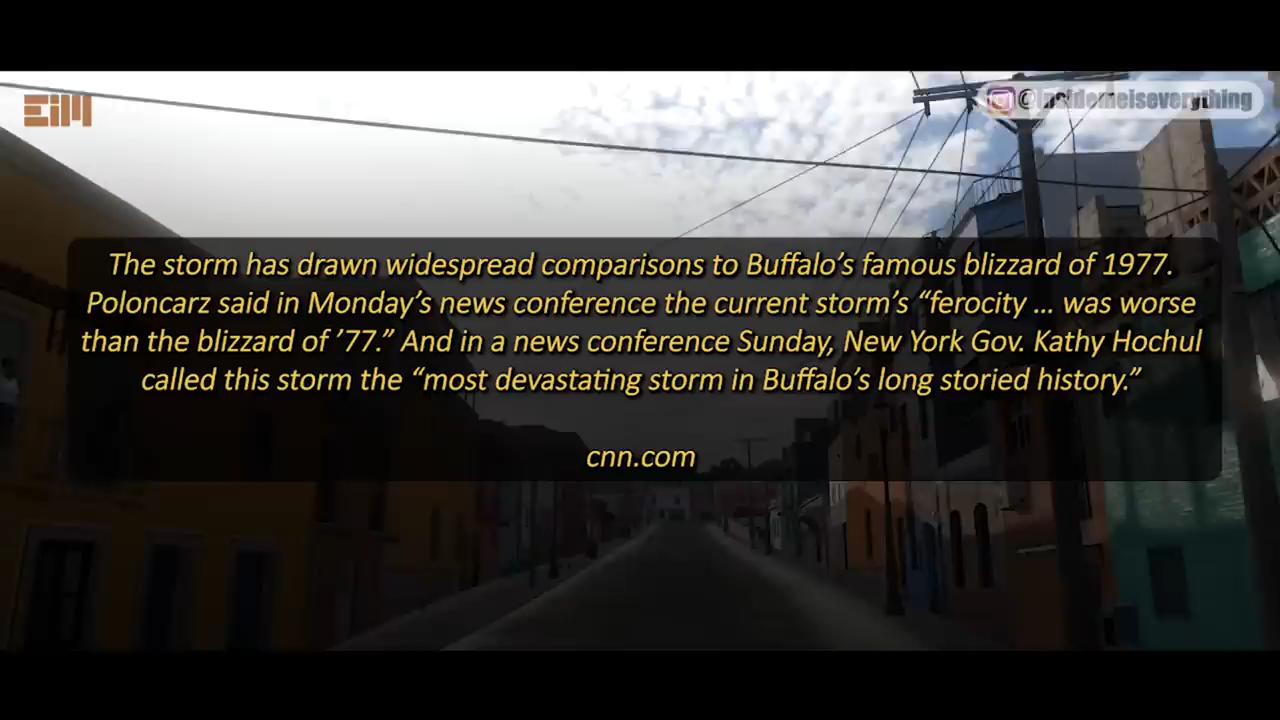 EiM
@insidemeiseverything
The storm has drawn widespread comparisons to Buffalo’s famous blizzard of 1977.
Poloncarz said in Monday’s news conference the current storm’s “ferocity ... was worse
than the blizzard of ’77.” And in a news conference Sunday, New York Gov. Kathy Hochul
called this storm the “most devastating storm in Buffalo’s long storied history.”
cnn.com